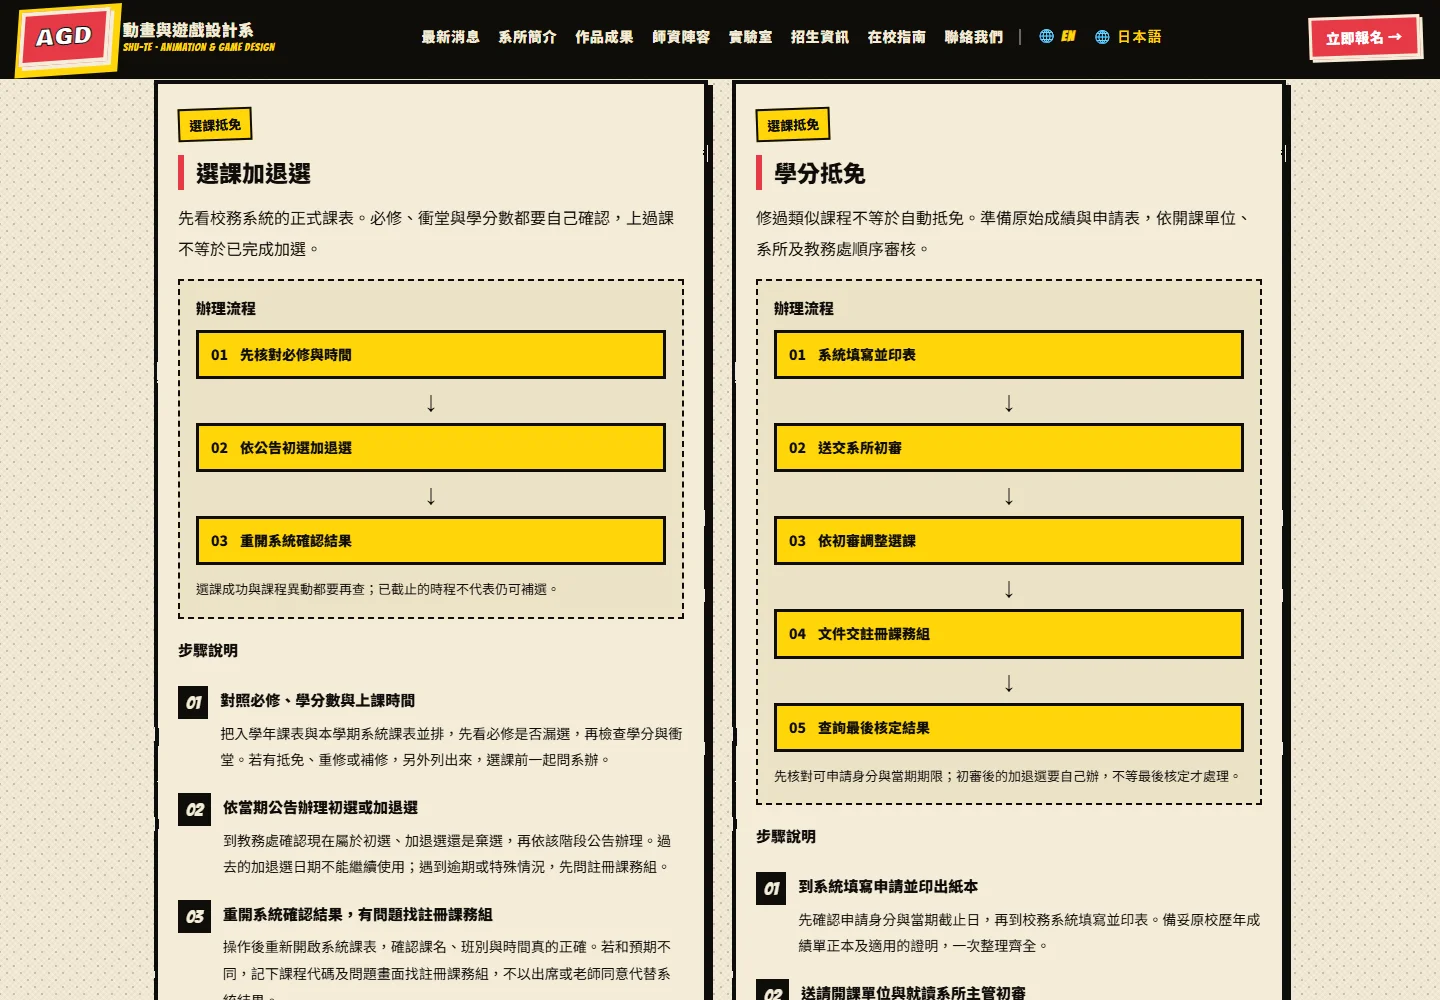 AGD
動畫與遊戲設計系
SHU-TE · ANIMATION & GAME DESIGN
最新消息 系所簡介 作品成果 師資陣容 實驗室 招生資訊 在校指南 聯絡我們 | 🌐 EN 🌐 日本語
立即報名 →
選課抵免
選課加退選
先看校務系統的正式課表。必修、衝堂與學分數都要自己確認，上過課
不等於已完成加選。
辦理流程
01 先核對必修與時間
↓
02 依公告初選加退選
↓
03 重開系統確認結果
選課成功與課程異動都要再查；已截止的時程不代表仍可補選。
步驟說明
01 對照必修、學分數與上課時間
把入學年課表與本學期系統課表並排，先看必修是否漏選，再檢查學分與衝
堂。若有抵免、重修或補修，另外列出來，選課前一起問系辦。
02 依當期公告辦理初選或加退選
到教務處確認現在屬於初選、加退選還是棄選，再依該階段公告辦理。過
去的加退選日期不能繼續使用；遇到逾期或特殊情況，先問註冊課務組。
03 重開系統確認結果，有問題找註冊課務組
操作後重新開啟系統課表，確認課名、班別與時間真的正確。若和預期不
同，記下課程代碼及問題畫面找註冊課務組，不以出席或老師同意代替系
統結果。
選課抵免
學分抵免
修過類似課程不等於自動抵免。準備原始成績與申請表，依開課單位、
系所及教務處順序審核。
辦理流程
01 系統填寫並印表
↓
02 送交系所初審
↓
03 依初審調整選課
↓
04 文件交註冊課務組
↓
05 查詢最後核定結果
先核對可申請身分與當期期限；初審後的加退選要自己辦，不等最後核定才處理。
步驟說明
01 到系統填寫申請並印出紙本
先確認申請身分與當期截止日，再到校務系統填寫並印表。備妥原校歷年成
績單正本及適用的證明，一次整理齊全。
02 送請開課單位與就讀系所主管初審